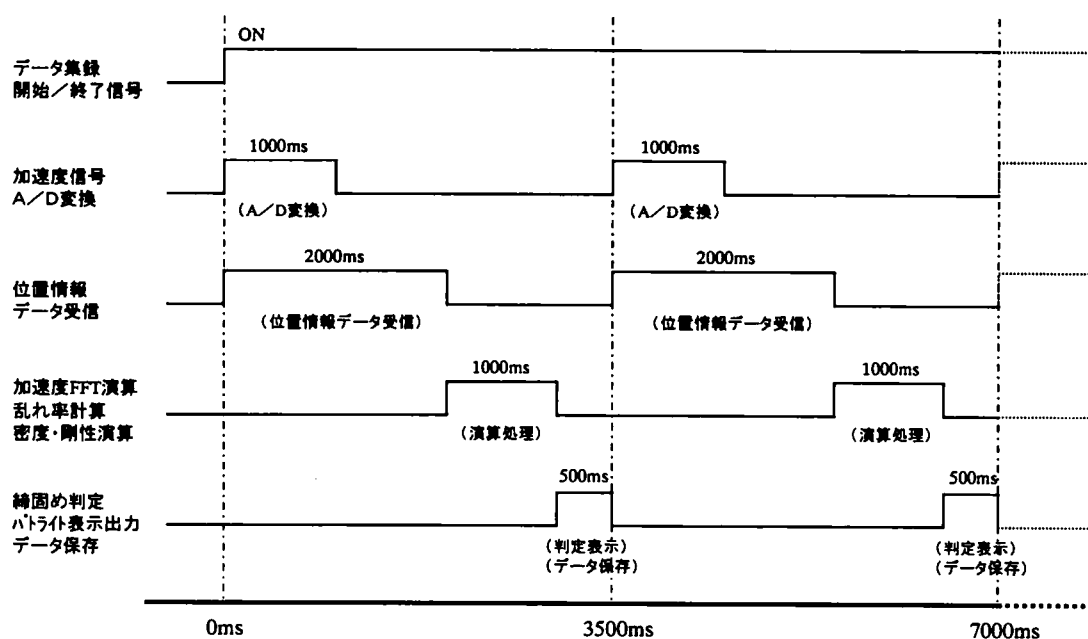 ON
データ集録
開始／終了信号
1000ms
1000ms
加速度信号
A／D変換
（A／D変換）
（A／D変換）
2000ms
2000ms
位置情報
データ受信
（位置情報データ受信）
（位置情報データ受信）
1000ms
1000ms
加速度FFT演算
乱れ率計算
密度・剛性演算
（演算処理）
（演算処理）
500ms
500ms
締固め判定
ﾊﾟﾄﾗｲﾄ表示出力
データ保存
（判定表示）
（データ保存）
（判定表示）
（データ保存）
0ms
3500ms
7000ms